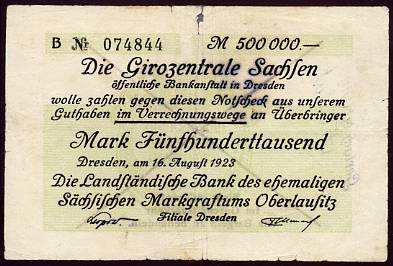 B № 074844 M 500 000.—
Die Girozentrale Sachsen
öffentliche Bankanstalt in Dresden
wolle zahlen gegen diesen Notscheck aus unserem
Guthaben im Verrechnungswege an Überbringer
Mark Fünfhunderttausend
Dresden, am 16. August 1923
Die Landständische Bank des ehemaligen
Sächsischen Markgraftums Oberlausitz
Filiale Dresden